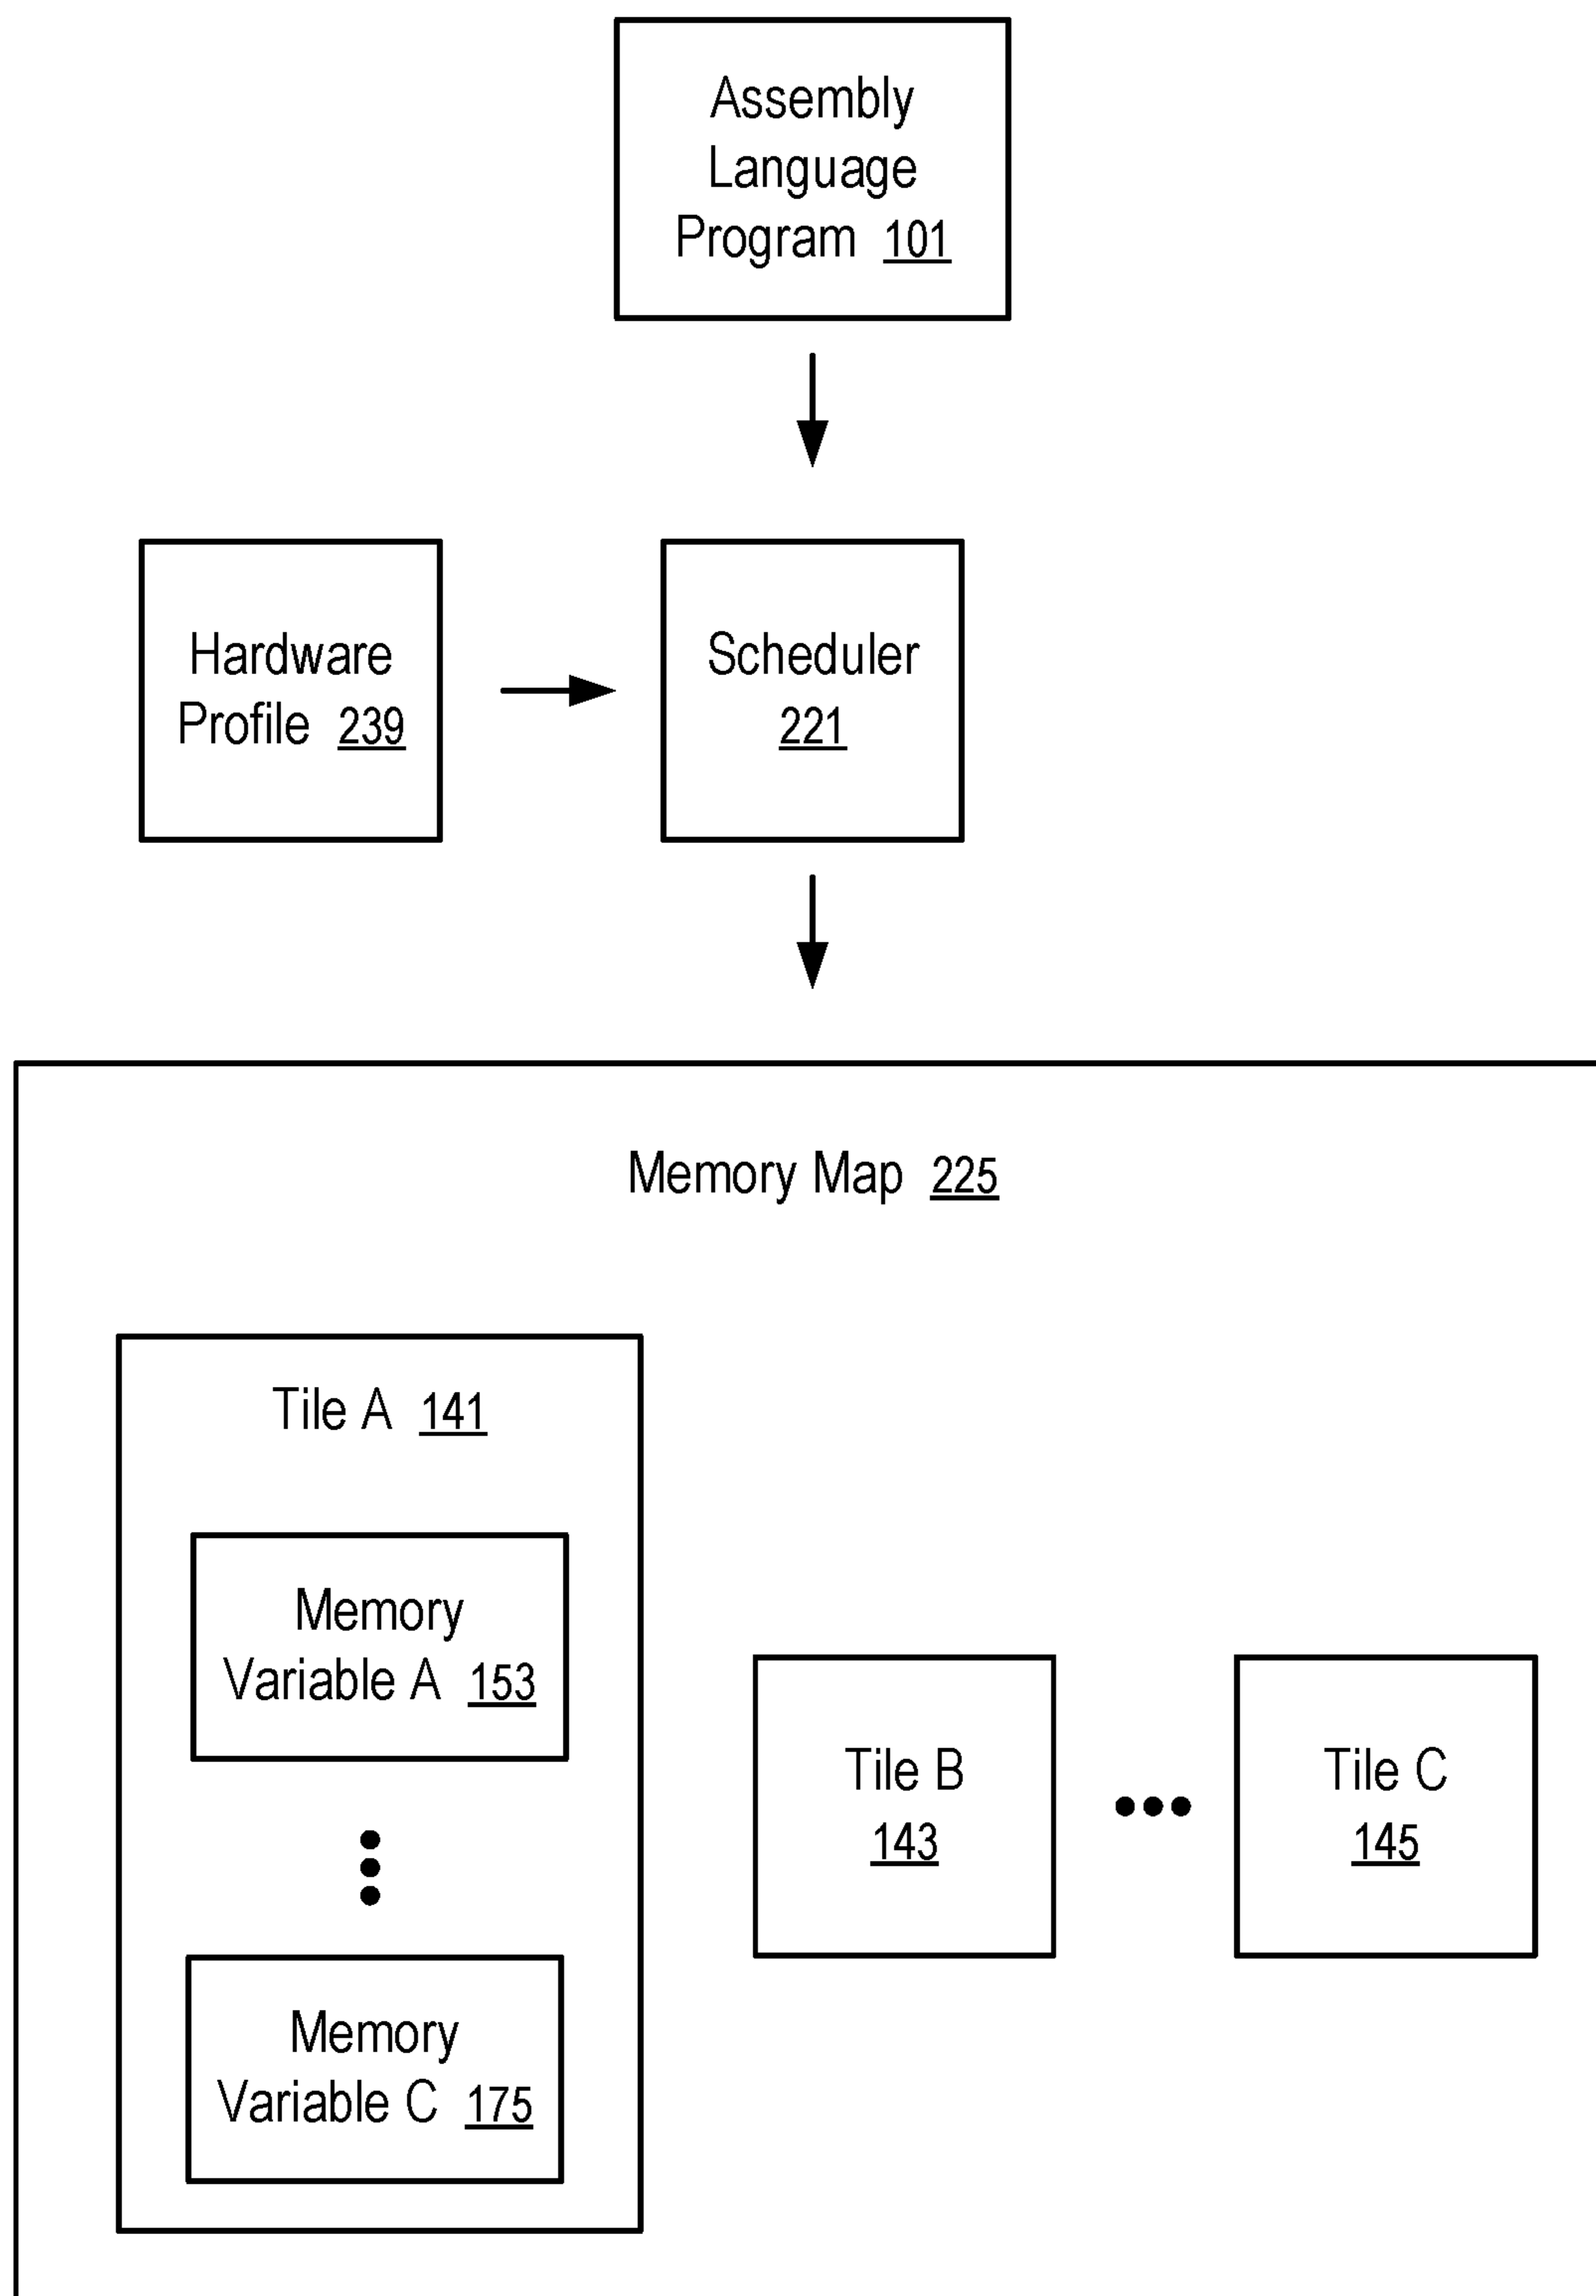 Assembly
Language
Program 101
Hardware
Profile 239
Scheduler
221
Memory Map 225
Tile A 141
Memory
Variable A 153
Tile B
143
Tile C
145
Memory
Variable C 175